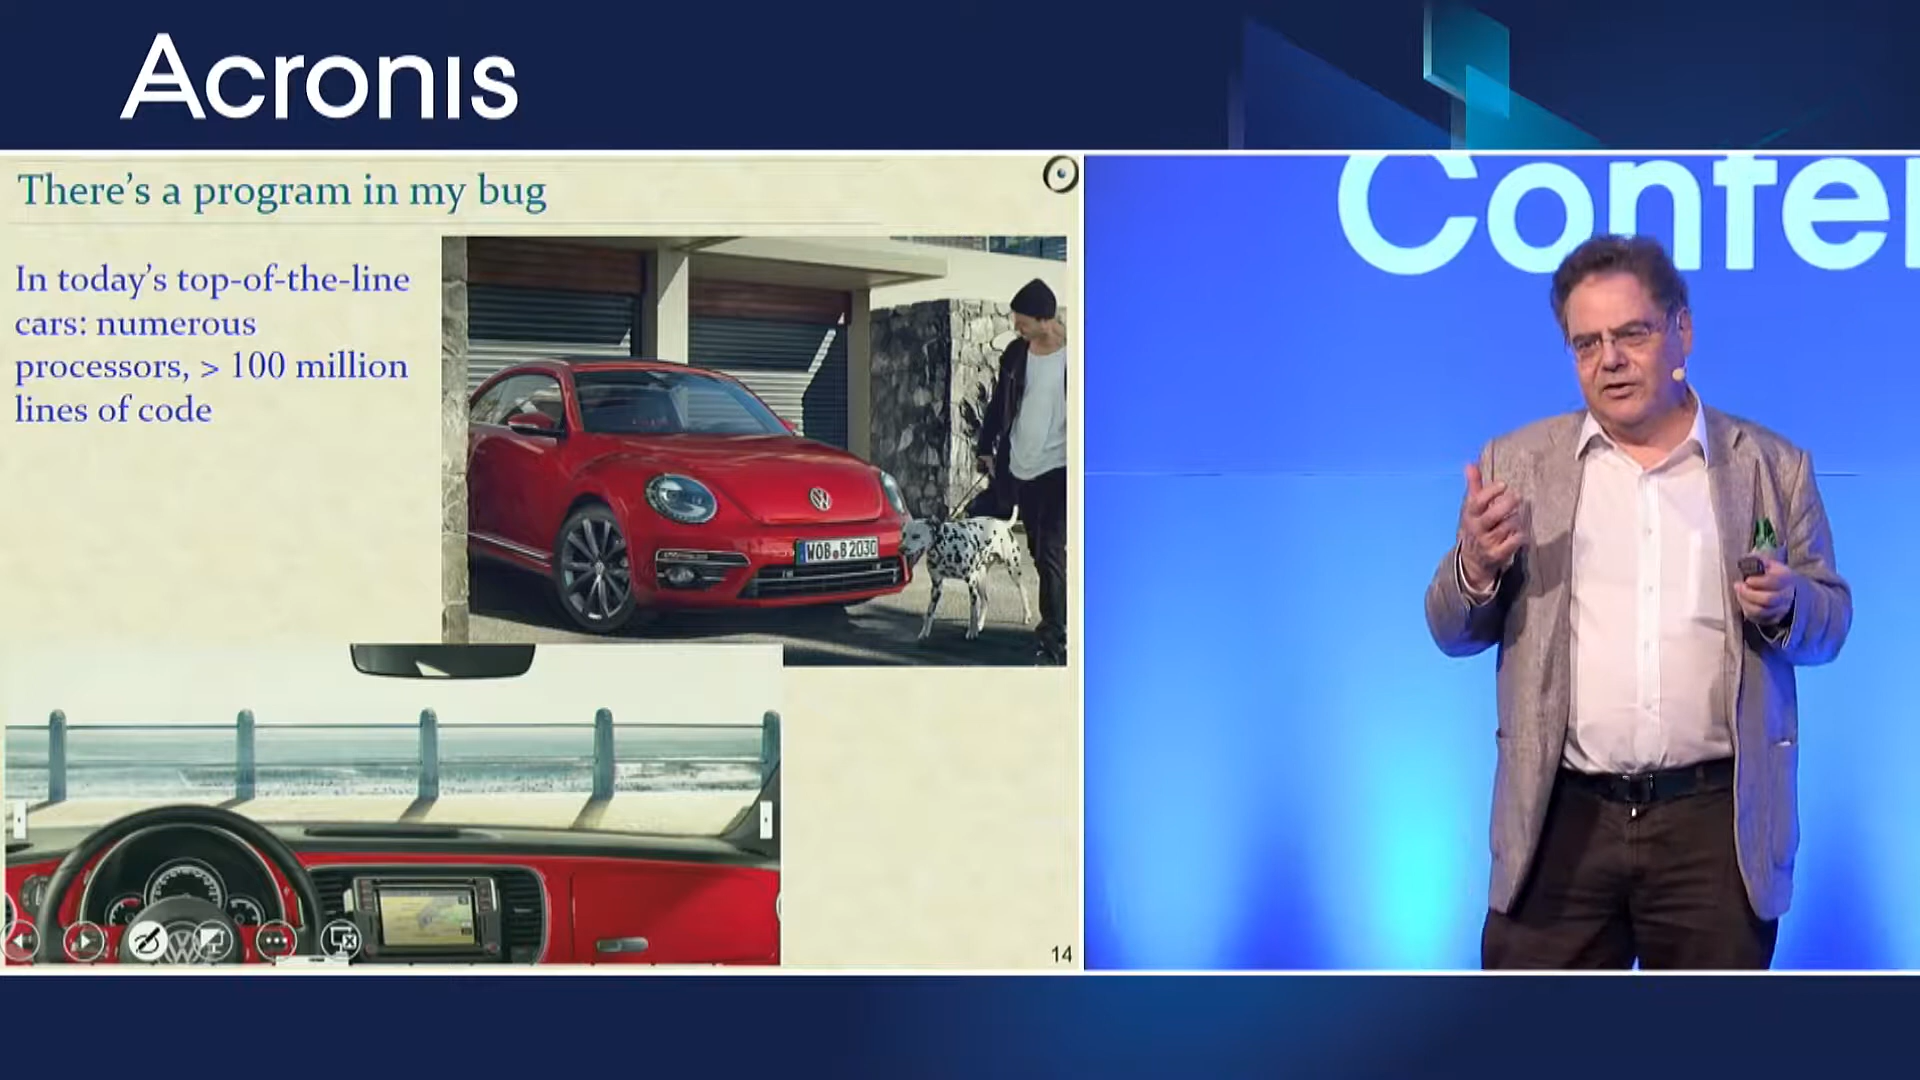 Acronis
There's a program in my bug
In today's top-of-the-line
cars: numerous
processors, > 100 million
lines of code
WOB B 2030
14
Confer